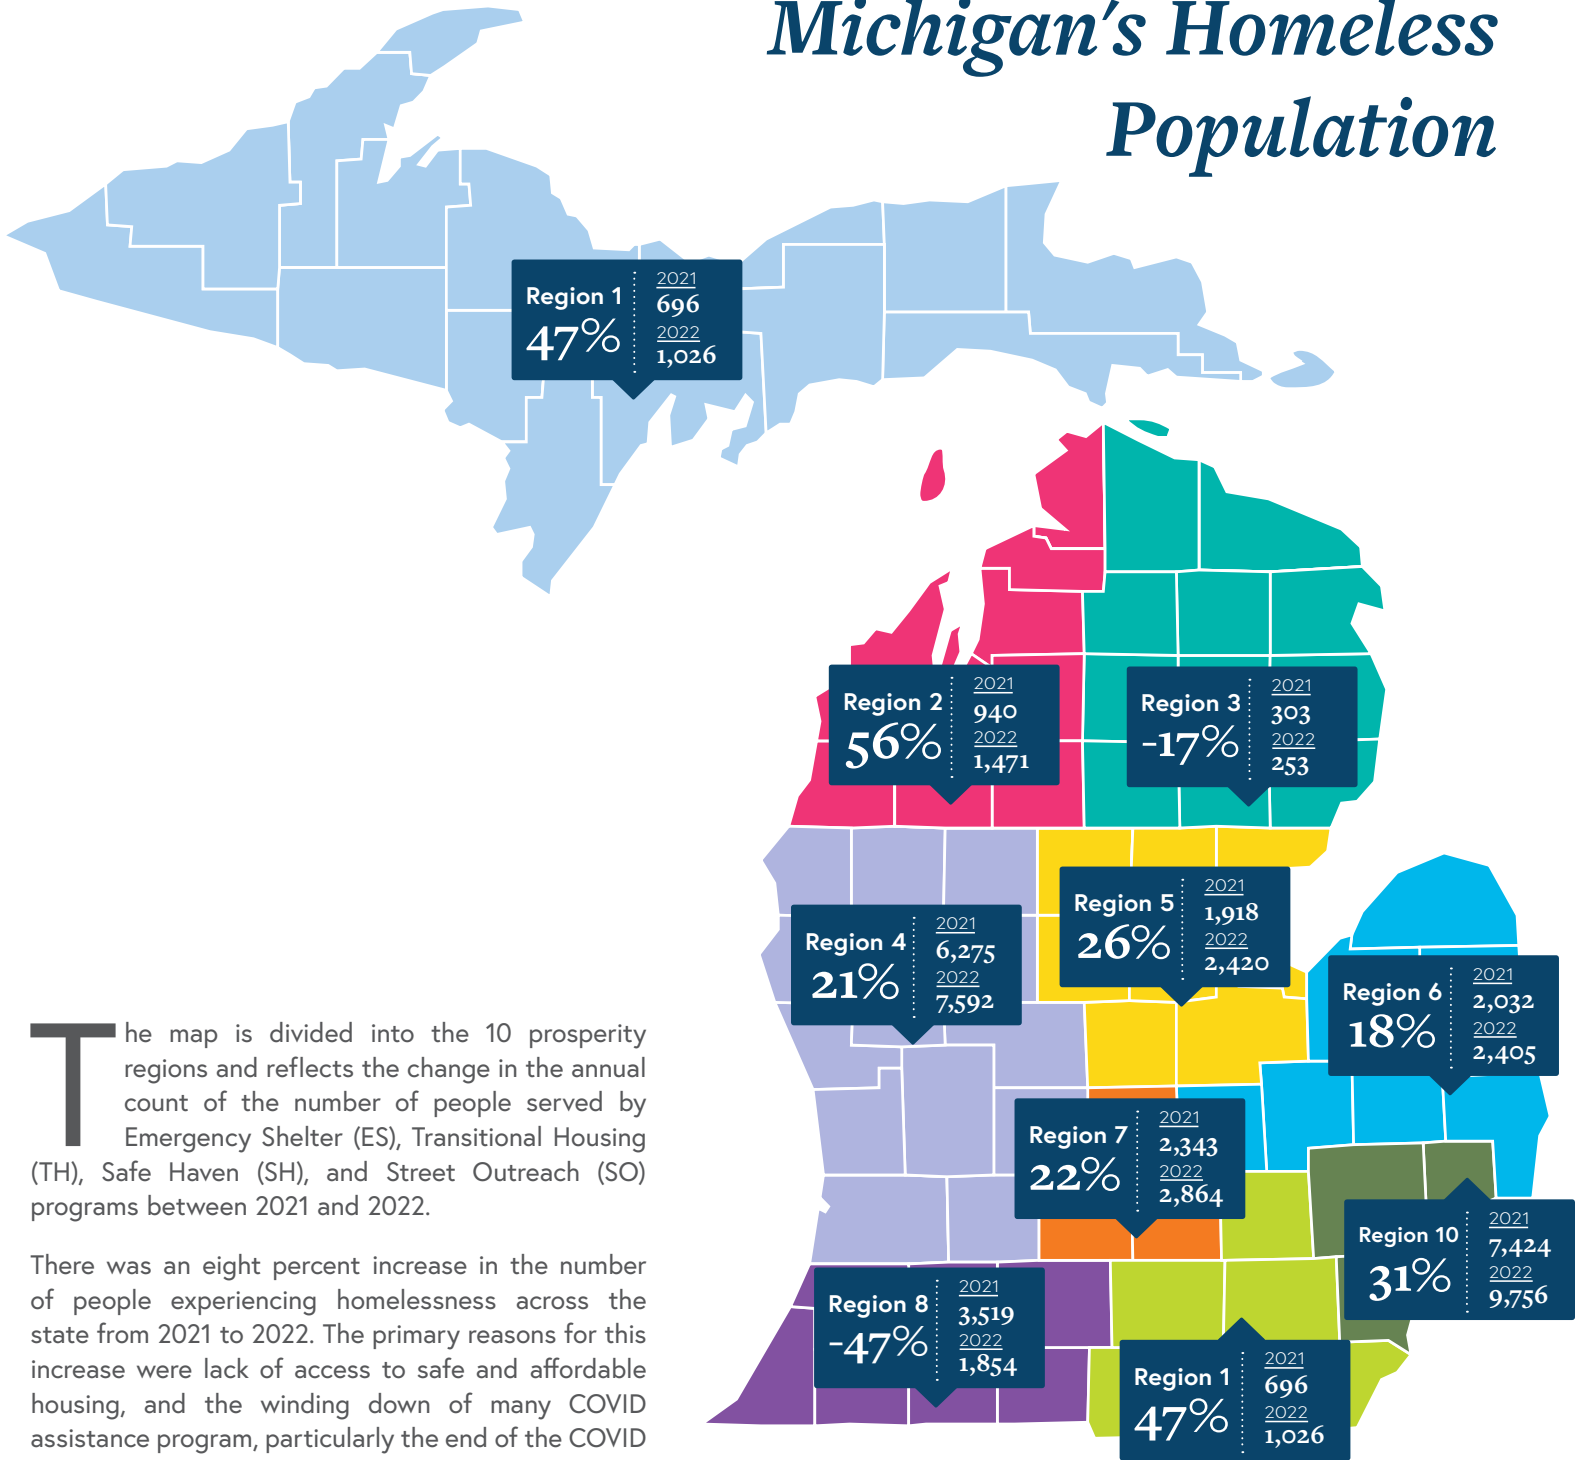 Michigan's Homeless
Population
Region 1
47%
2021
696
2022
1,026
Region 2
56%
2021
940
2022
1,471
Region 3
-17%
2021
303
2022
253
Region 5
26%
2021
1,918
2022
2,420
Region 4
21%
2021
6,275
2022
7,592
Region 6
18%
2021
2,032
2022
2,405
Region 7
22%
2021
2,343
2022
2,864
Region 10
31%
2021
7,424
2022
9,756
Region 8
-47%
2021
3,519
2022
1,854
Region 1
47%
2021
696
2022
1,026
The map is divided into the 10 prosperity
regions and reflects the change in the annual
count of the number of people served by
Emergency Shelter (ES), Transitional Housing
(TH), Safe Haven (SH), and Street Outreach (SO)
programs between 2021 and 2022.
There was an eight percent increase in the number
of people experiencing homelessness across the
state from 2021 to 2022. The primary reasons for this
increase were lack of access to safe and affordable
housing, and the winding down of many COVID
assistance program, particularly the end of the COVID